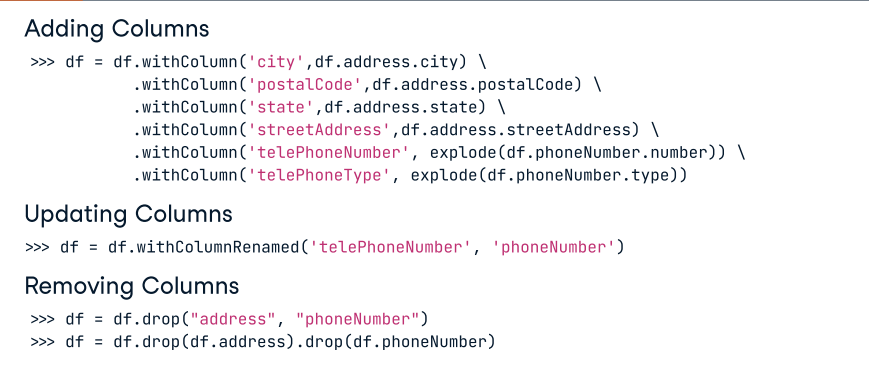 Adding Columns
>>> df = df.withColumn('city',df.address.city) \
.withColumn('postalCode',df.address.postalCode) \
.withColumn('state',df.address.state) \
.withColumn('streetAddress',df.address.streetAddress) \
.withColumn('telePhoneNumber', explode(df.phoneNumber.number)) \
.withColumn('telePhoneType', explode(df.phoneNumber.type))
Updating Columns
>>> df = df.withColumnRenamed('telePhoneNumber', 'phoneNumber')
Removing Columns
>>> df = df.drop("address", "phoneNumber")
>>> df = df.drop(df.address).drop(df.phoneNumber)